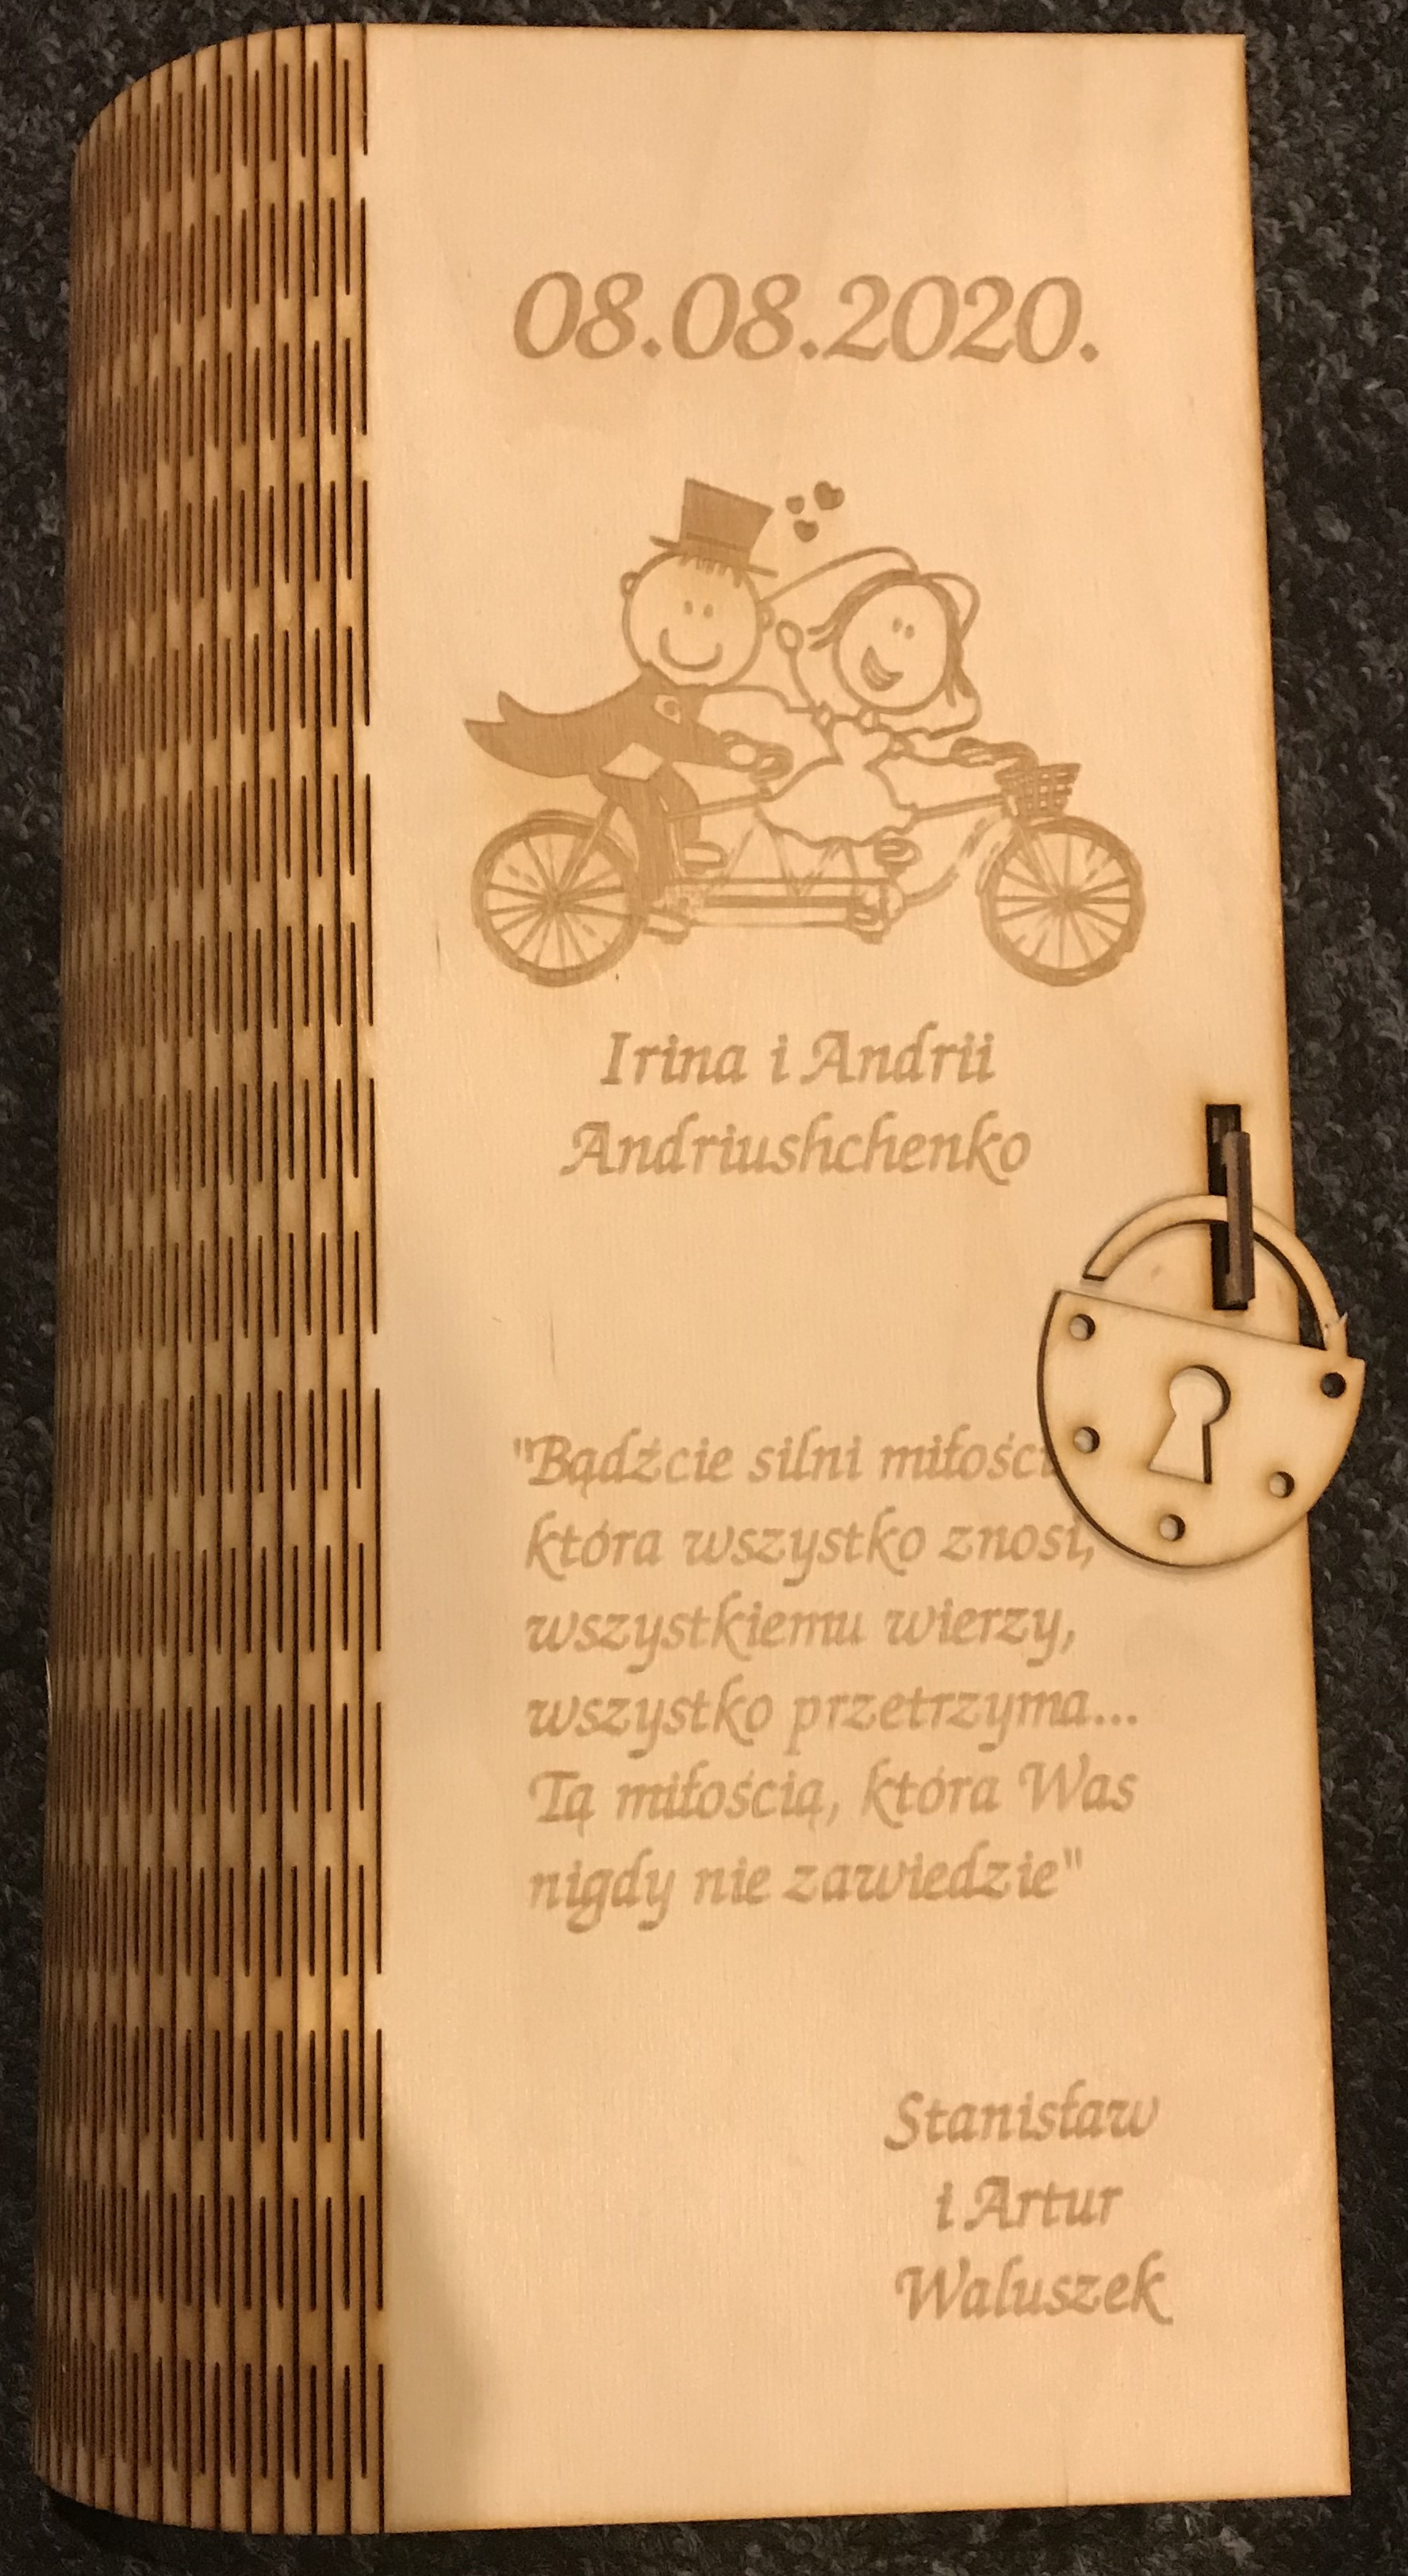 08.08.2020.
Irina i Andrii
Andriushchenko
"Bądźcie silni
która wszystko znosi,
wszystkiemu wierzy,
wszystko przetrzyma...
Tą miłością, która Was
nigdy nie zawiedzie"
Stanisław
i Artur
Waluszek